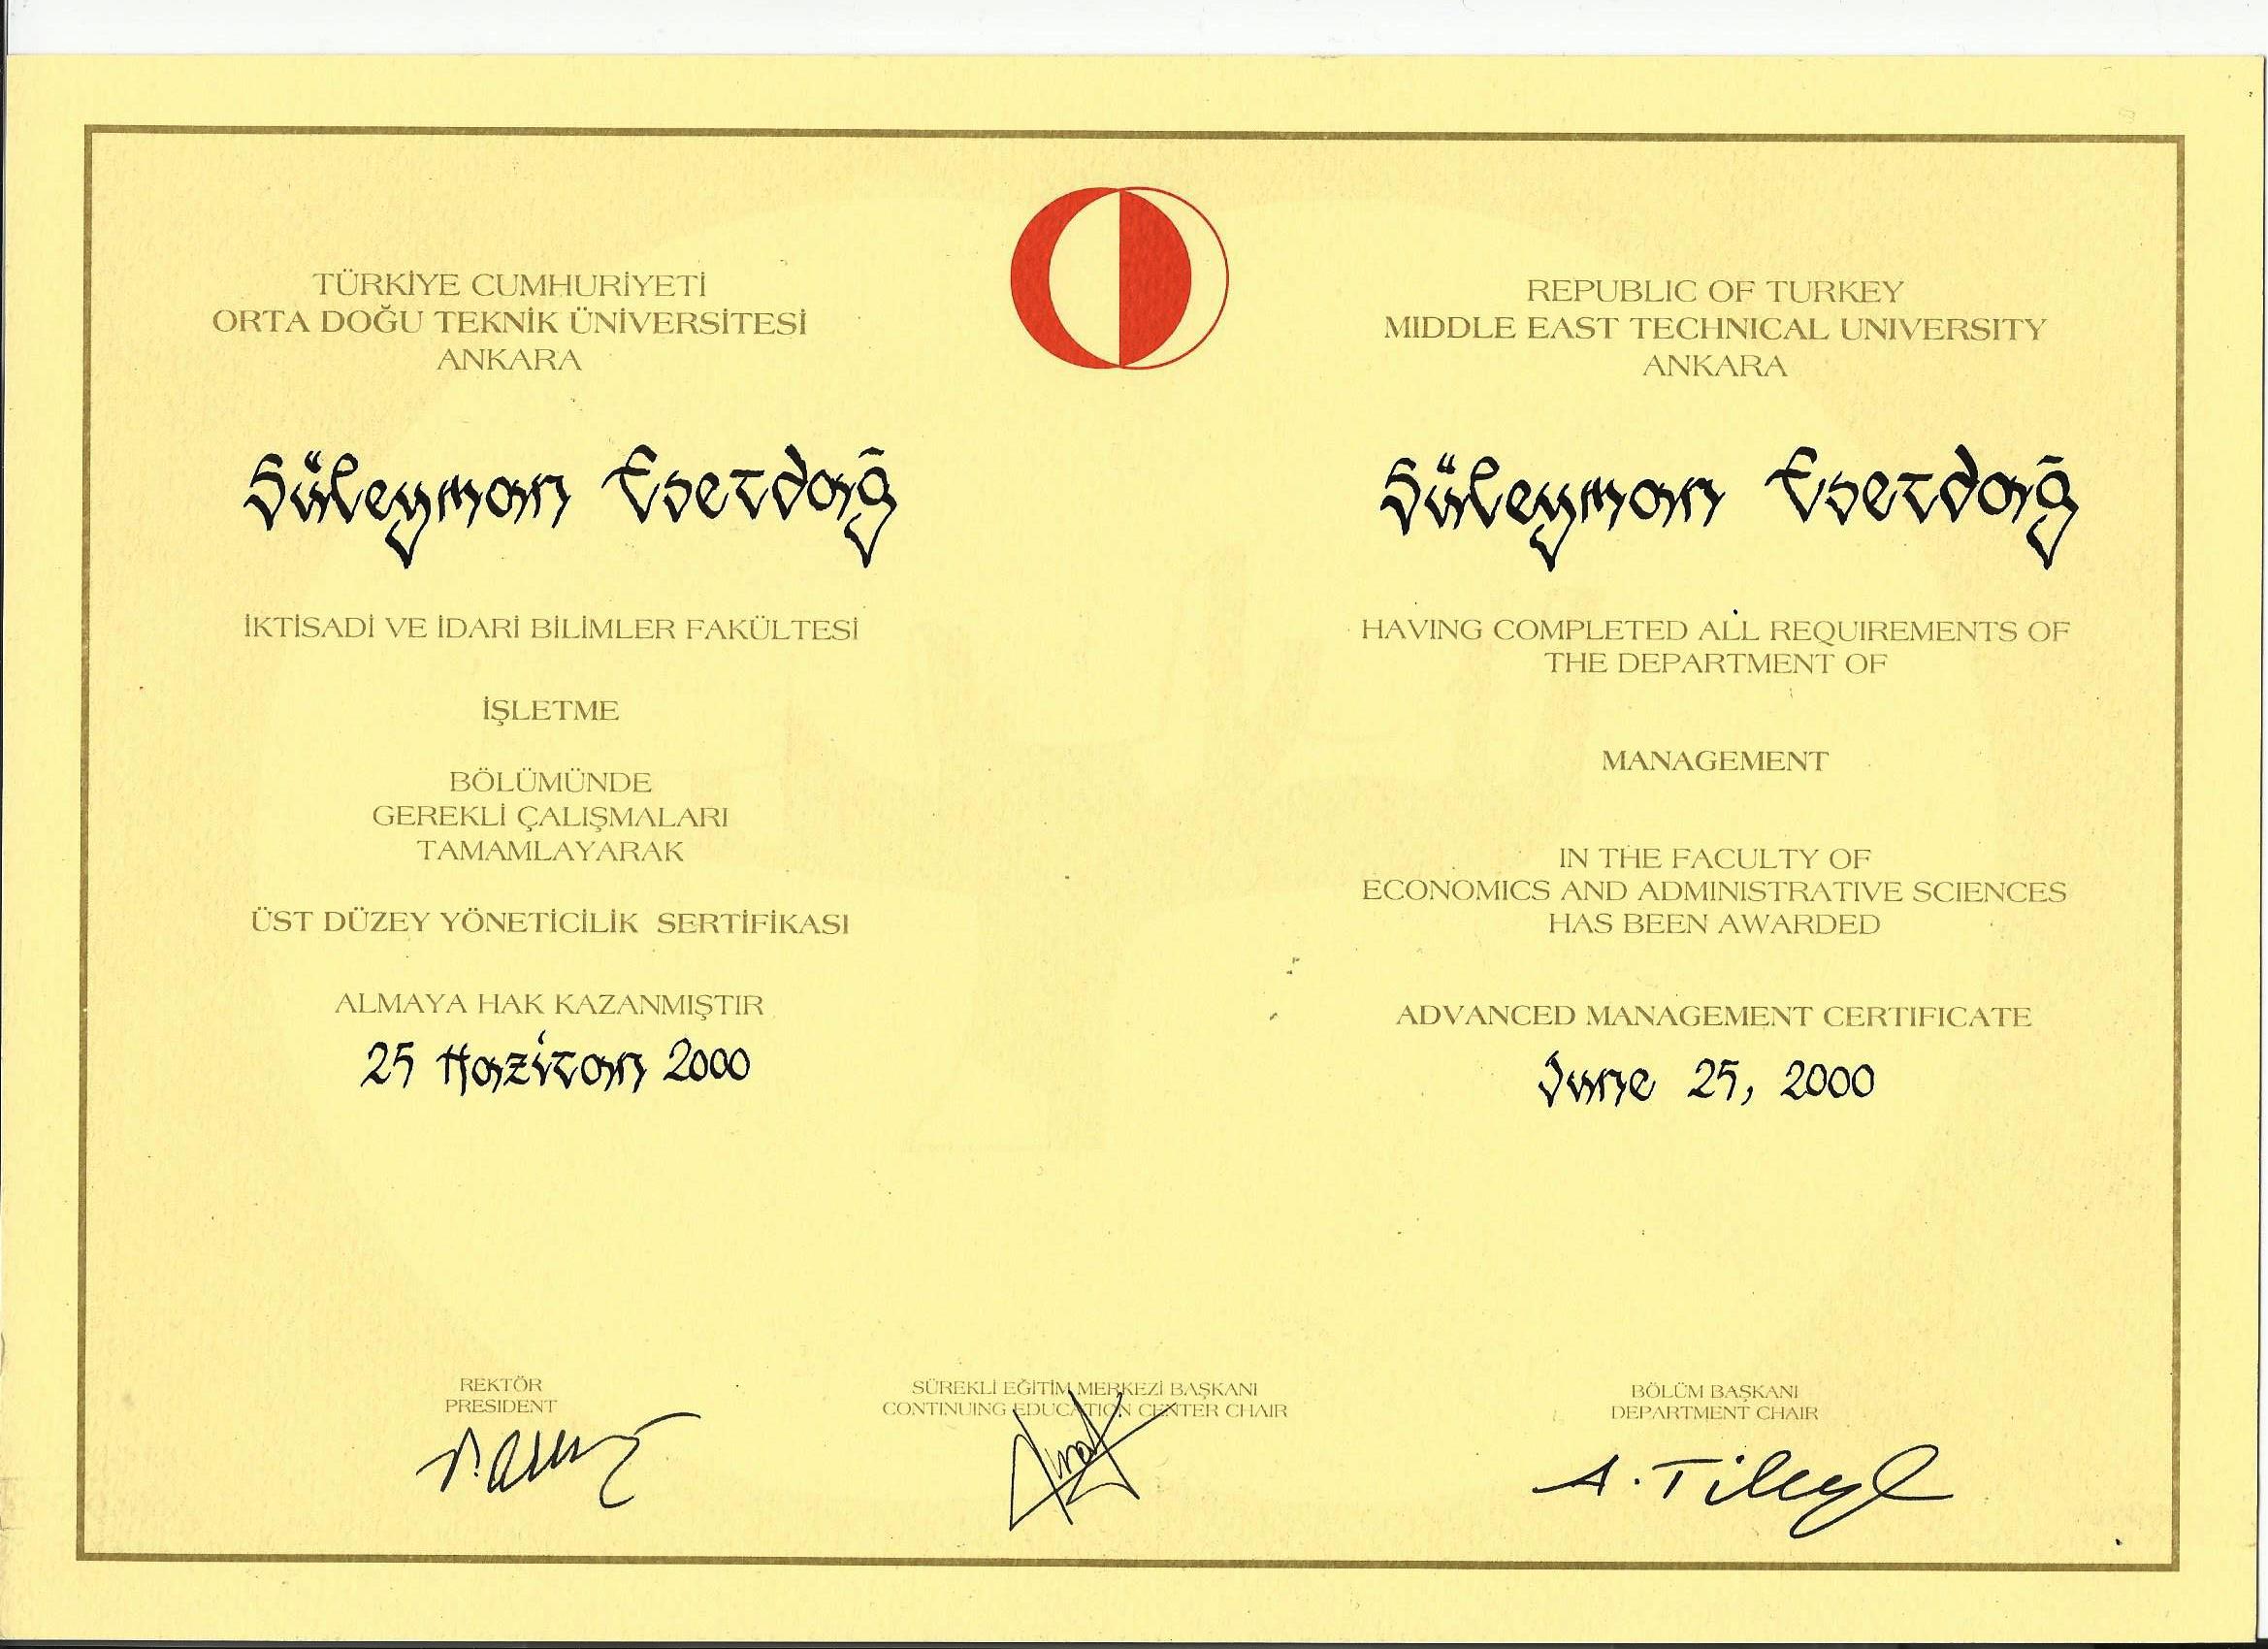 TÜRKİYE CUMHURİYETİ
ORTA DOĞU TEKNİK ÜNİVERSİTESİ
ANKARA
Süleyman Eserdağ
İKTİSADİ VE İDARİ BİLİMLER FAKÜLTESİ
İŞLETME
BÖLÜMÜNDE
GEREKLİ ÇALIŞMALARI
TAMAMLAYARAK
ÜST DÜZEY YÖNETİCİLİK SERTİFİKASI
ALMAYA HAK KAZANMIŞTIR
25 Haziran 2000
REPUBLIC OF TURKEY
MIDDLE EAST TECHNICAL UNIVERSITY
ANKARA
Süleyman Eserdağ
HAVING COMPLETED ALL REQUIREMENTS OF
THE DEPARTMENT OF
MANAGEMENT
IN THE FACULTY OF
ECONOMICS AND ADMINISTRATIVE SCIENCES
HAS BEEN AWARDED
ADVANCED MANAGEMENT CERTIFICATE
June 25, 2000
REKTÖR
PRESIDENT
SÜREKLİ EĞİTİM MERKEZİ BAŞKANI
CONTINUING EDUCATION CENTER CHAIR
BÖLÜM BAŞKANI
DEPARTMENT CHAIR